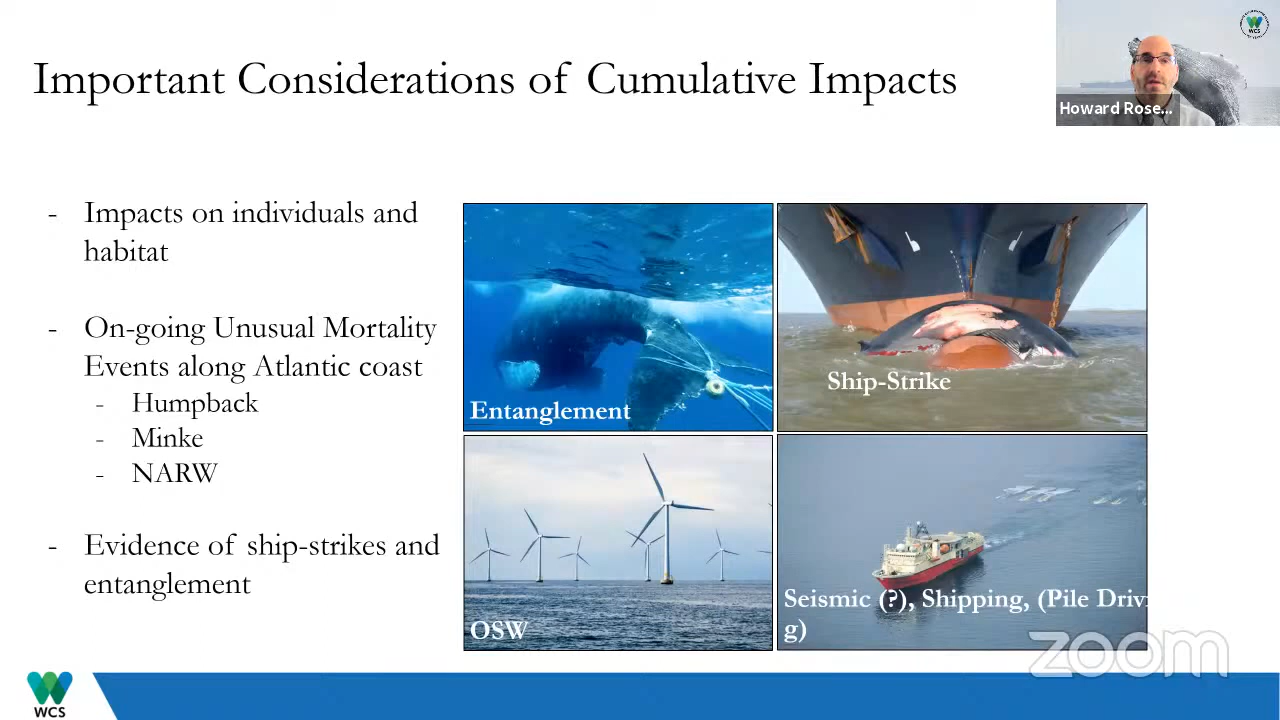 Important Considerations of Cumulative Impacts
WCS
Howard Rose...
- Impacts on individuals and
habitat
- On-going Unusual Mortality
Events along Atlantic coast
- Humpback
- Minke
- NARW
- Evidence of ship-strikes and
entanglement
Entanglement
Ship-Strike
OSW
Seismic (?), Shipping, (Pile Driv
g)
zoom
WCS